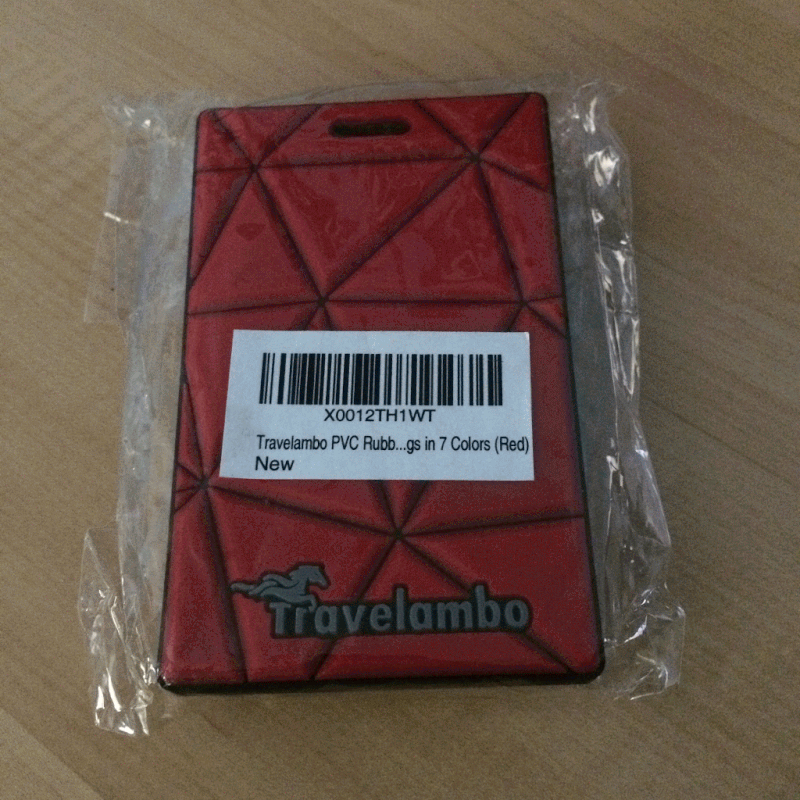 X0012TH1WT
Travelambo PVC Rubb...gs in 7 Colors (Red)
New
Travelambo